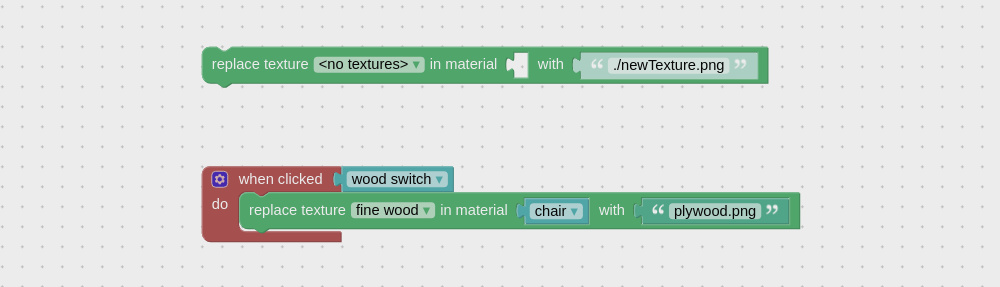 replace texture <no textures> ▾ in material with “ ./newTexture.png ”
when clicked wood switch ▾
do replace texture fine wood ▾ in material chair ▾ with “ plywood.png ”